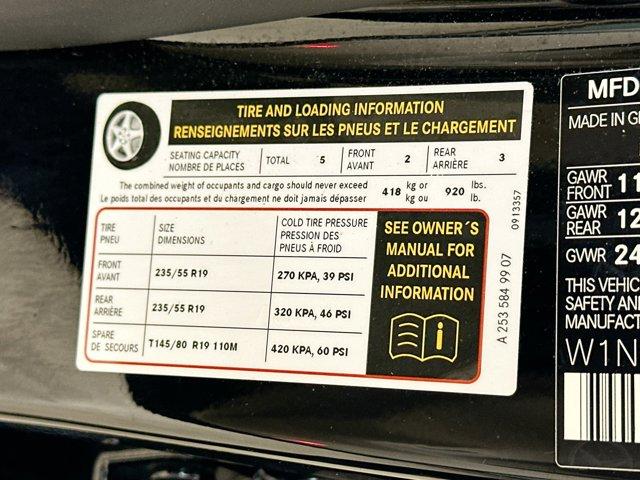 TIRE AND LOADING INFORMATION
RENSEIGNEMENTS SUR LES PNEUS ET LE CHARGEMENT
SEATING CAPACITY
NOMBRE DE PLACES
TOTAL 5
FRONT
AVANT 2
REAR
ARRIÈRE 3
The combined weight of occupants and cargo should never exceed
Le poids total des occupants et du chargement ne doit jamais dépasser
418 kg or
kg ou
920 lbs.
lb.
TIRE
PNEU
SIZE
DIMENSIONS
COLD TIRE PRESSURE
PRESSION DES
PNEUS À FROID
FRONT
AVANT
235/55 R19
270 KPA, 39 PSI
REAR
ARRIÈRE
235/55 R19
320 KPA, 46 PSI
SPARE
DE SECOURS
T145/80 R19 110M
420 KPA, 60 PSI
SEE OWNER´S
MANUAL FOR
ADDITIONAL
INFORMATION
0913357
A 253 584 99 07
MFD
MADE IN GE
GAWR
FRONT 11
GAWR
REAR 12
GVWR 24
THIS VEHIC
SAFETY AN
MANUFACT
W1N